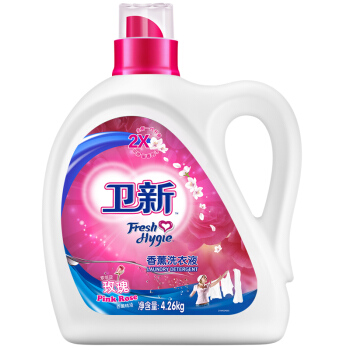 2X
卫新
Fresh
Hygie
香薰洗衣液
LAUNDRY DETERGENT
玫瑰
Pink Rose
净含量: 4.26kg